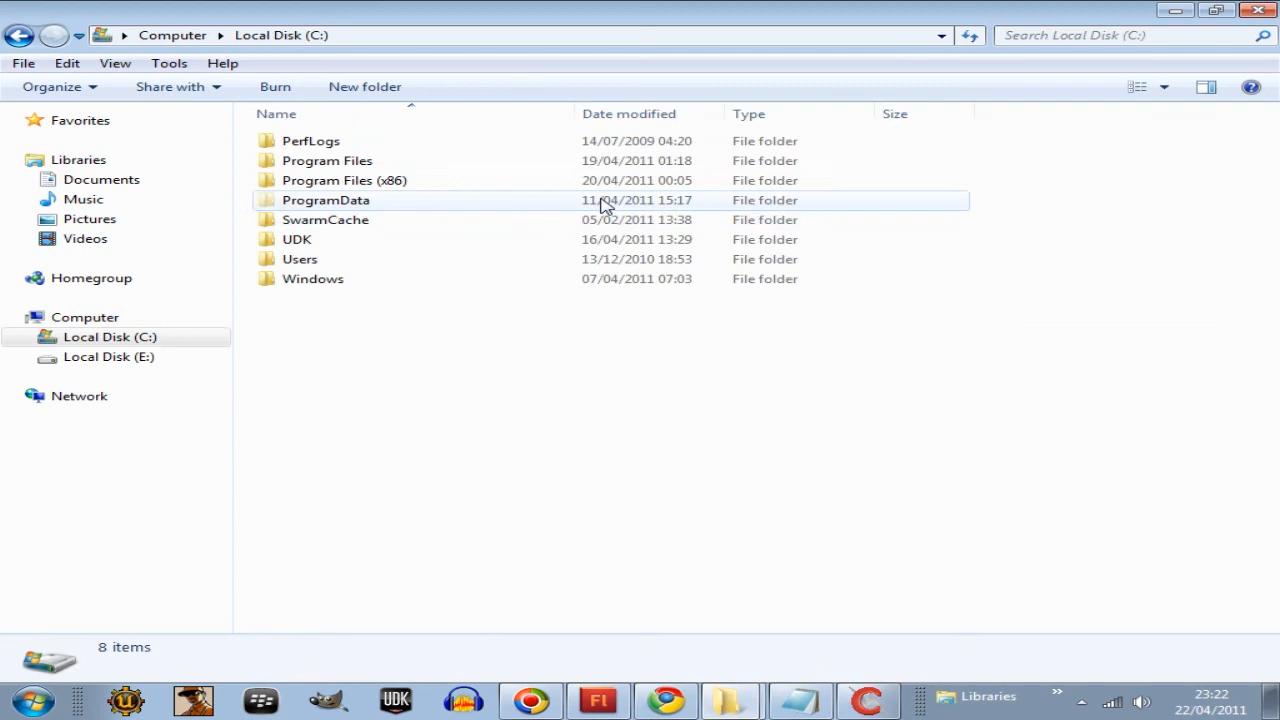 Computer Local Disk (C:) Search Local Disk (C:)
File Edit View Tools Help
Organize Share with Burn New folder
Name Date modified Type Size
Favorites
Libraries
Documents
Music
Pictures
Videos
Homegroup
Computer
Local Disk (C:)
Local Disk (E:)
Network
PerfLogs 14/07/2009 04:20 File folder
Program Files 19/04/2011 01:18 File folder
Program Files (x86) 20/04/2011 00:05 File folder
ProgramData 11/04/2011 15:17 File folder
SwarmCache 05/02/2011 13:38 File folder
UDK 16/04/2011 13:29 File folder
Users 13/12/2010 18:53 File folder
Windows 07/04/2011 07:03 File folder
8 items
UDK Fl Libraries » 23:22
22/04/2011